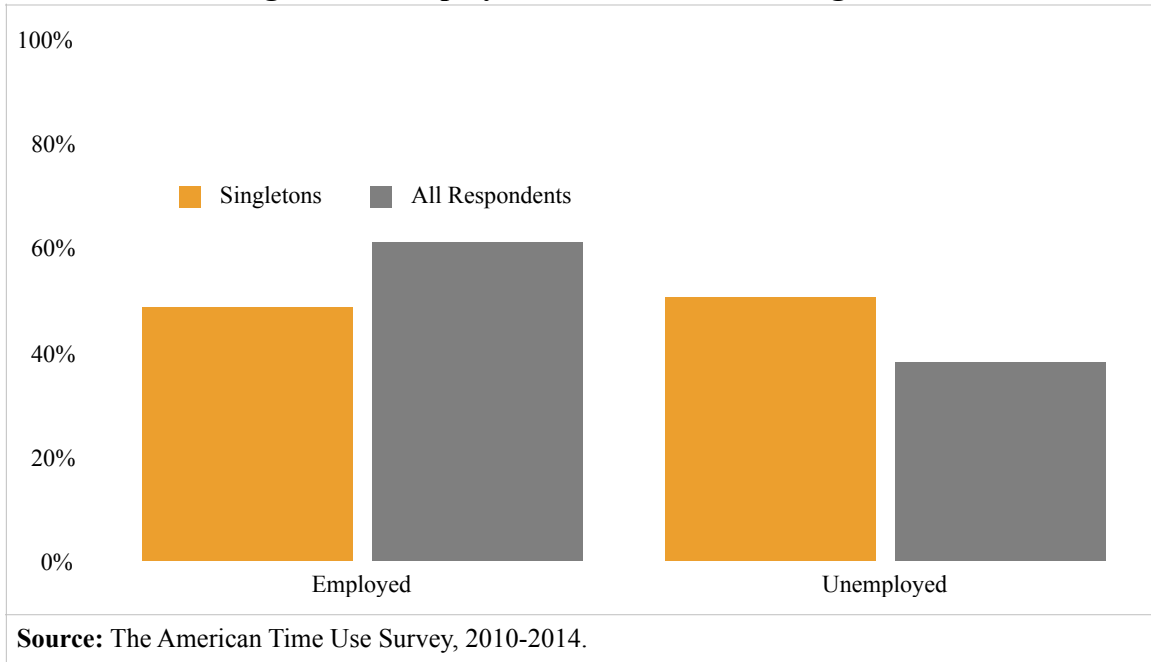 100%
80%
Singletons All Respondents
60%
40%
20%
0%
Employed Unemployed
Source: The American Time Use Survey, 2010-2014.